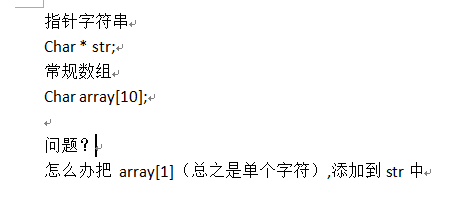 指针字符串
Char * str;
常规数组
Char array[10];
问题？
怎么办把 array[1]（总之是单个字符）,添加到 str 中